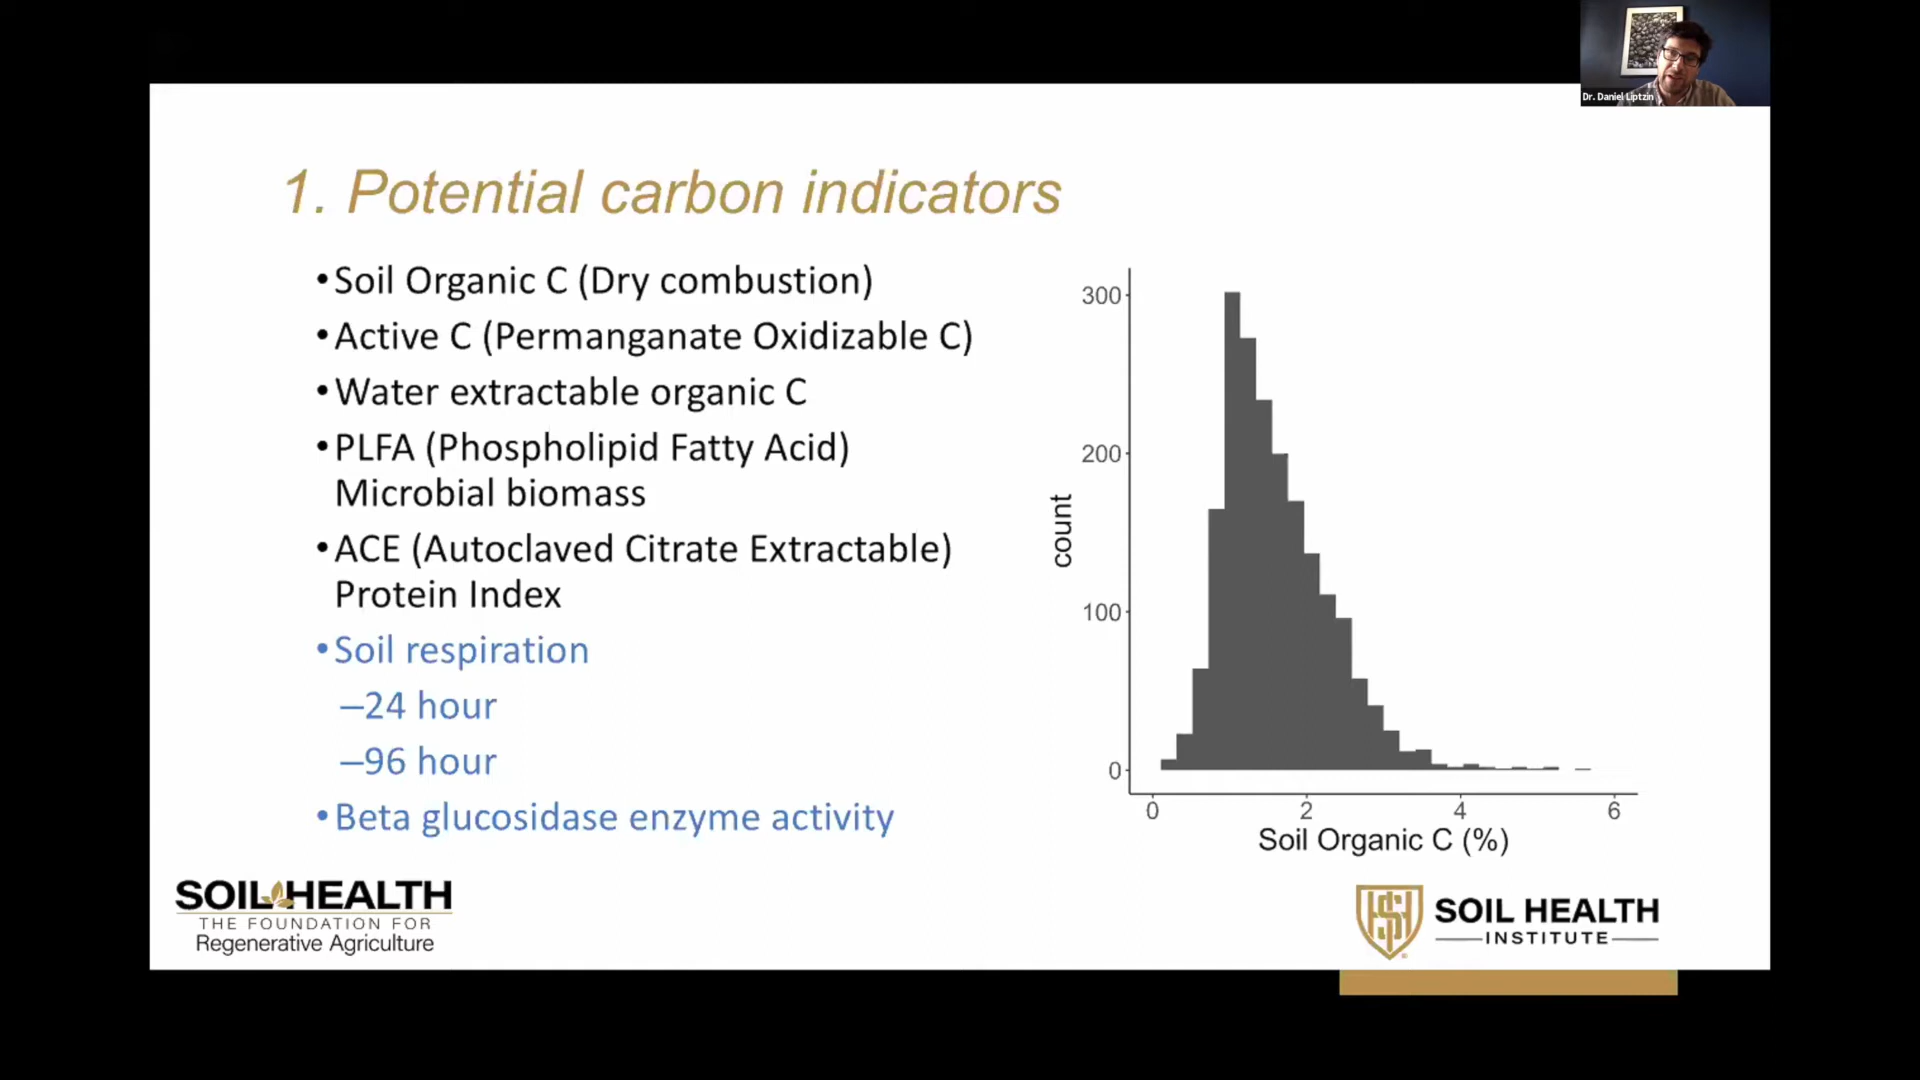 Dr. Daniel Liptzin
1. Potential carbon indicators
•Soil Organic C (Dry combustion)
•Active C (Permanganate Oxidizable C)
•Water extractable organic C
•PLFA (Phospholipid Fatty Acid)
Microbial biomass
•ACE (Autoclaved Citrate Extractable)
Protein Index
•Soil respiration
–24 hour
–96 hour
•Beta glucosidase enzyme activity
count
300
200
100
0
0 2 4 6
Soil Organic C (%)
SOIL HEALTH
THE FOUNDATION FOR
Regenerative Agriculture
SHI
SOIL HEALTH
INSTITUTE